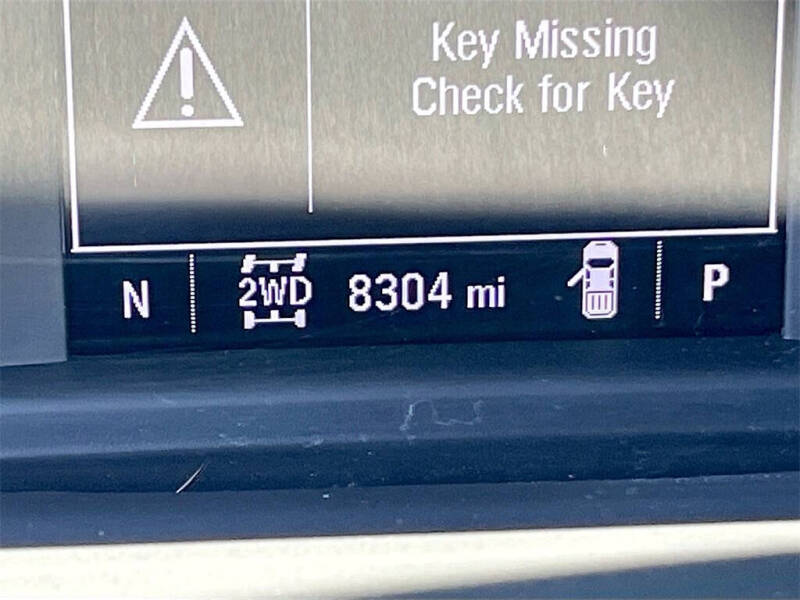 Key Missing
Check for Key
N 2WD 8304 mi P